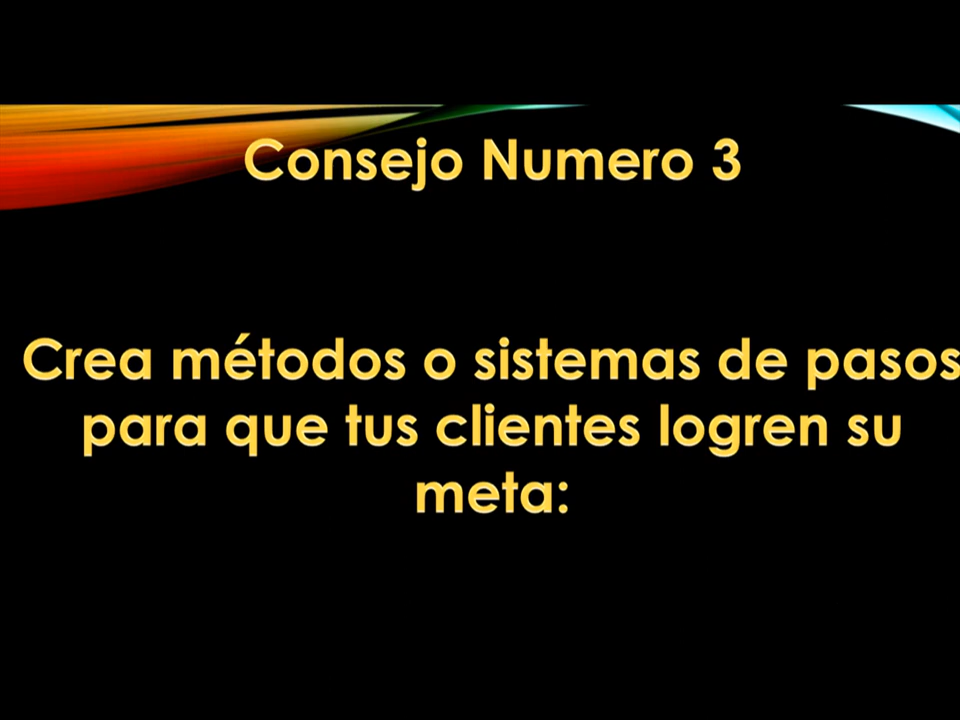 Consejo Numero 3
Crea métodos o sistemas de pasos
para que tus clientes logren su
meta: